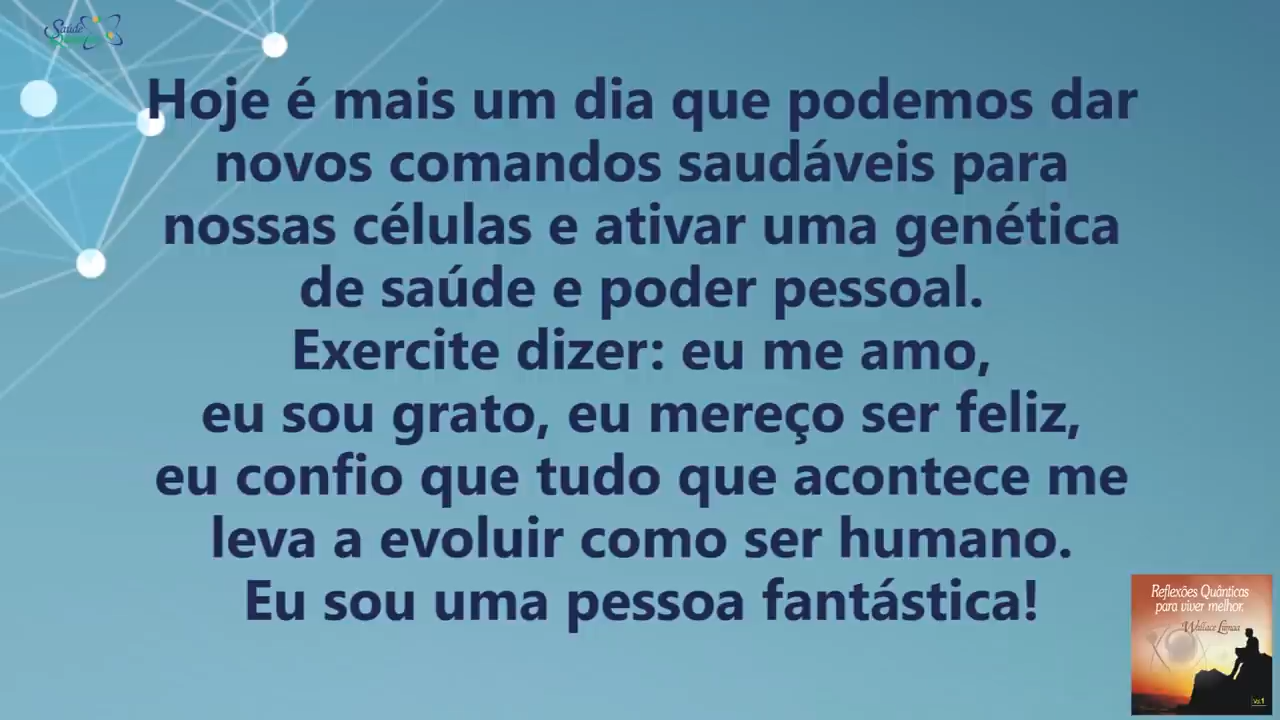 Saúde
Hoje é mais um dia que podemos dar
novos comandos saudáveis para
nossas células e ativar uma genética
de saúde e poder pessoal.
Exercite dizer: eu me amo,
eu sou grato, eu mereço ser feliz,
eu confio que tudo que acontece me
leva a evoluir como ser humano.
Eu sou uma pessoa fantástica!
Reflexões Quânticas
para viver melhor.
Wallace